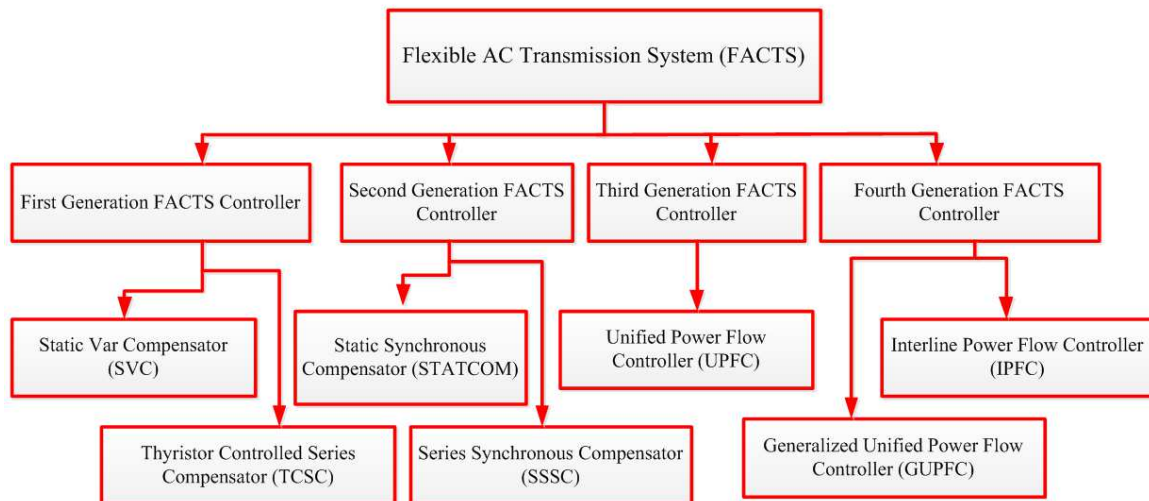 Flexible AC Transmission System (FACTS)
First Generation FACTS Controller
Second Generation FACTS
Controller
Third Generation FACTS
Controller
Fourth Generation FACTS
Controller
Static Var Compensator
(SVC)
Static Synchronous
Compensator (STATCOM)
Unified Power Flow
Controller (UPFC)
Interline Power Flow Controller
(IPFC)
Thyristor Controlled Series
Compensator (TCSC)
Series Synchronous Compensator
(SSSC)
Generalized Unified Power Flow
Controller (GUPFC)